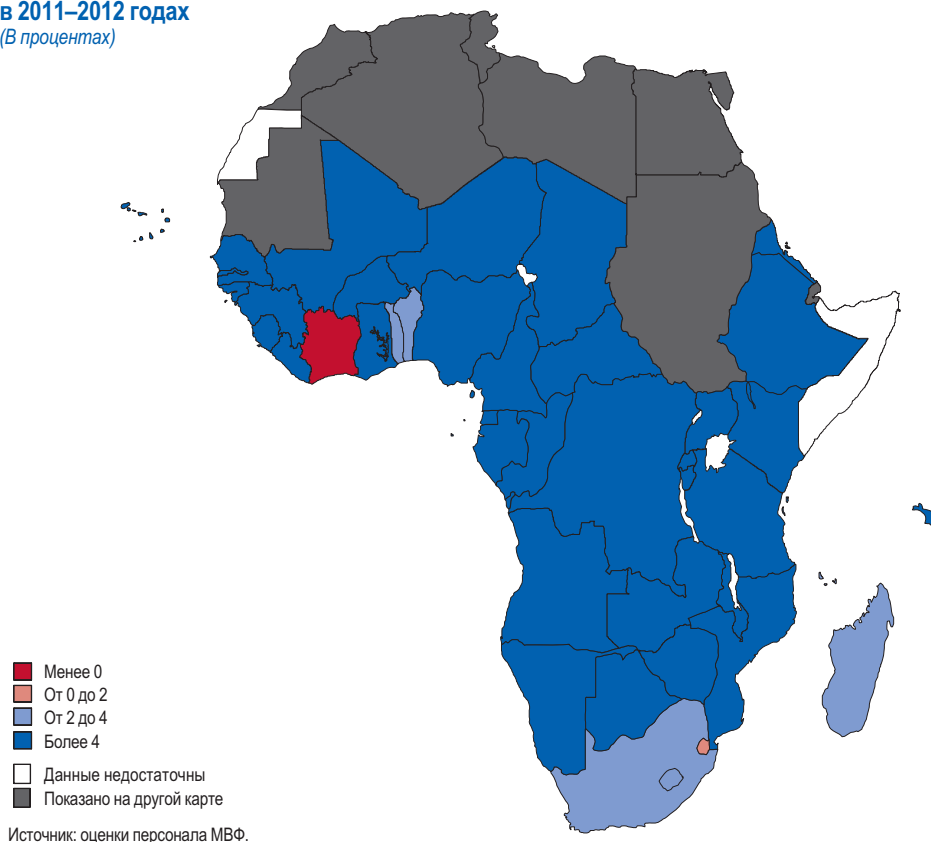 в 2011–2012 годах
(В процентах)
Менее 0
От 0 до 2
От 2 до 4
Более 4
Данные недостаточны
Показано на другой карте
Источник: оценки персонала МВФ.